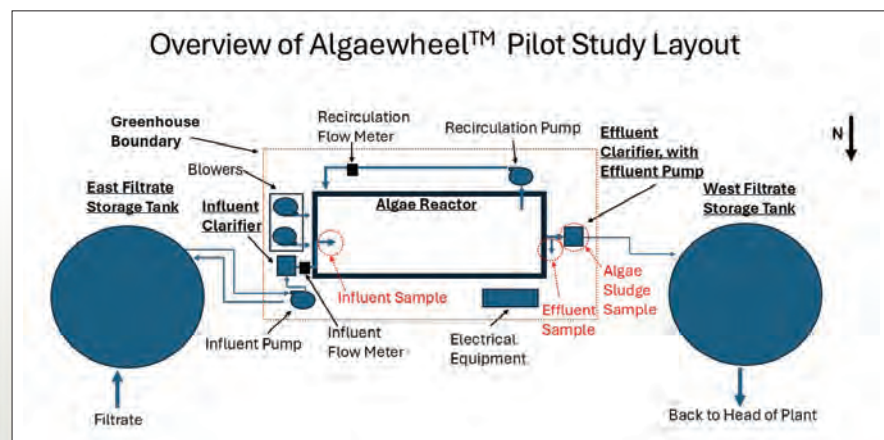 Overview of Algaewheel™ Pilot Study Layout
Greenhouse
Boundary
Recirculation
Flow Meter
Recirculation Pump
Effluent
Clarifier, with
Effluent Pump
N
Blowers
East Filtrate
Storage Tank
Influent
Clarifier
Algae Reactor
West Filtrate
Storage Tank
Influent Sample
Effluent
Sample
Algae
Sludge
Sample
Influent Pump
Influent
Flow Meter
Electrical
Equipment
Filtrate
Back to Head of Plant